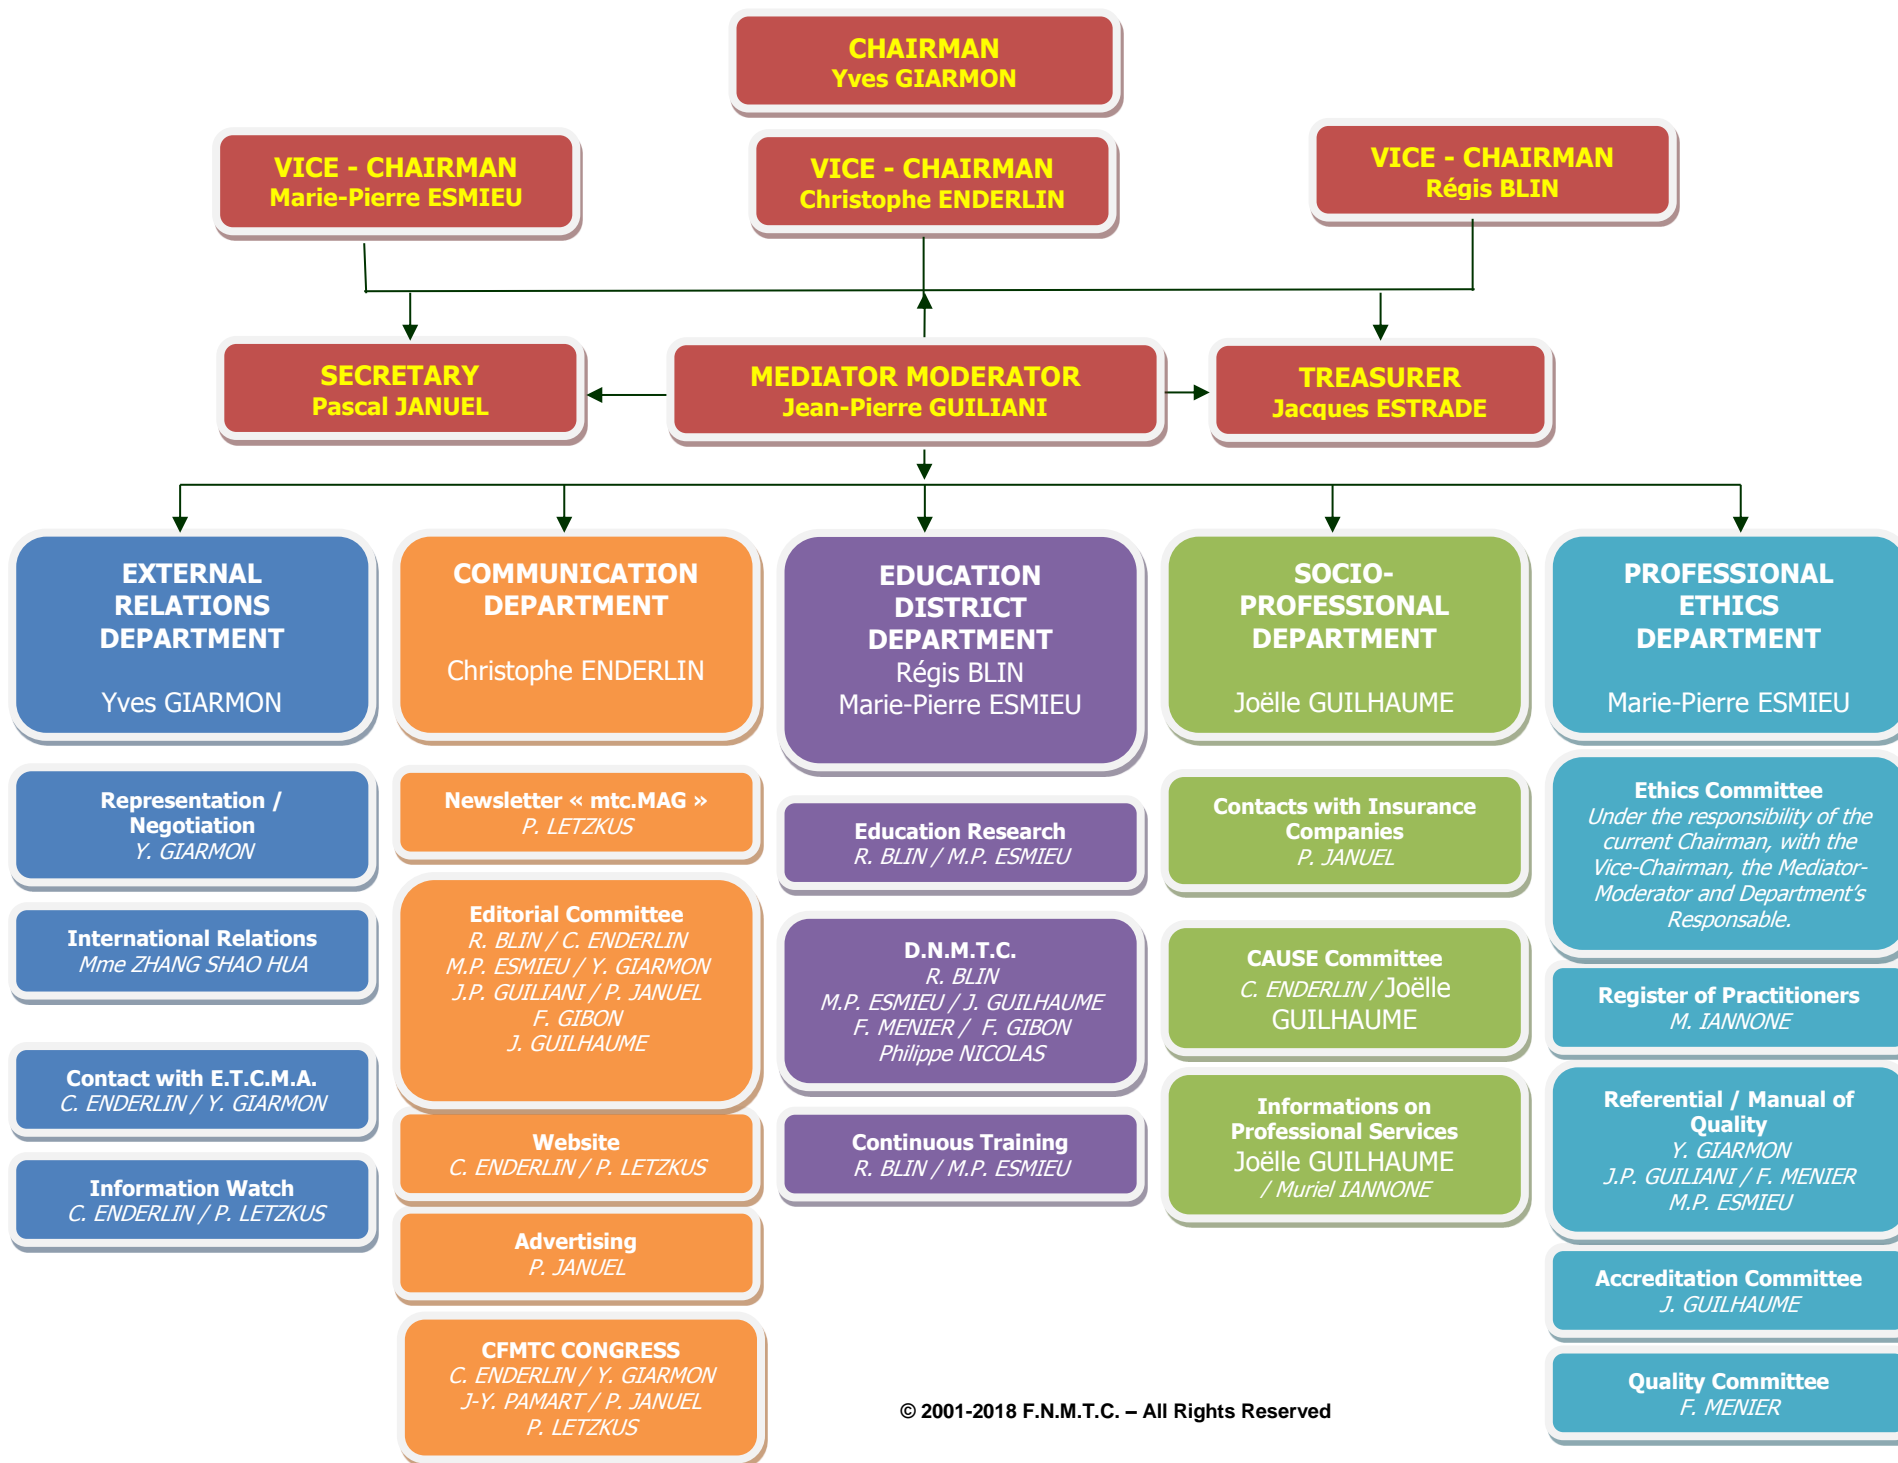 CHAIRMAN
Yves GIARMON
VICE - CHAIRMAN
Marie-Pierre ESMIEU
VICE - CHAIRMAN
Christophe ENDERLIN
VICE - CHAIRMAN
Régis BLIN
SECRETARY
Pascal JANUEL
MEDIATOR MODERATOR
Jean-Pierre GUILIANI
TREASURER
Jacques ESTRADE
EXTERNAL
RELATIONS
DEPARTMENT
Yves GIARMON
Representation /
Negotiation
Y. GIARMON
International Relations
Mme ZHANG SHAO HUA
Contact with E.T.C.M.A.
C. ENDERLIN / Y. GIARMON
Information Watch
C. ENDERLIN / P. LETZKUS
COMMUNICATION
DEPARTMENT
Christophe ENDERLIN
Newsletter « mtc.MAG »
P. LETZKUS
Editorial Committee
R. BLIN / C. ENDERLIN
M.P. ESMIEU / Y. GIARMON
J.P. GUILIANI / P. JANUEL
F. GIBON
J. GUILHAUME
Website
C. ENDERLIN / P. LETZKUS
Advertising
P. JANUEL
CFMTC CONGRESS
C. ENDERLIN / Y. GIARMON
J-Y. PAMART / P. JANUEL
P. LETZKUS
EDUCATION
DISTRICT
DEPARTMENT
Régis BLIN
Marie-Pierre ESMIEU
Education Research
R. BLIN / M.P. ESMIEU
D.N.M.T.C.
R. BLIN
M.P. ESMIEU / J. GUILHAUME
F. MENIER / F. GIBON
Philippe NICOLAS
Continuous Training
R. BLIN / M.P. ESMIEU
SOCIO-
PROFESSIONAL
DEPARTMENT
Joëlle GUILHAUME
Contacts with Insurance
Companies
P. JANUEL
CAUSE Committee
C. ENDERLIN / Joëlle
GUILHAUME
Informations on
Professional Services
Joëlle GUILHAUME
/ Muriel IANNONE
PROFESSIONAL
ETHICS
DEPARTMENT
Marie-Pierre ESMIEU
Ethics Committee
Under the responsibility of the
current Chairman, with the
Vice-Chairman, the Mediator-
Moderator and Department's
Responsable.
Register of Practitioners
M. IANNONE
Referential / Manual of
Quality
Y. GIARMON
J.P. GUILIANI / F. MENIER
M.P. ESMIEU
Accreditation Committee
J. GUILHAUME
Quality Committee
F. MENIER
© 2001-2018 F.N.M.T.C. – All Rights Reserved